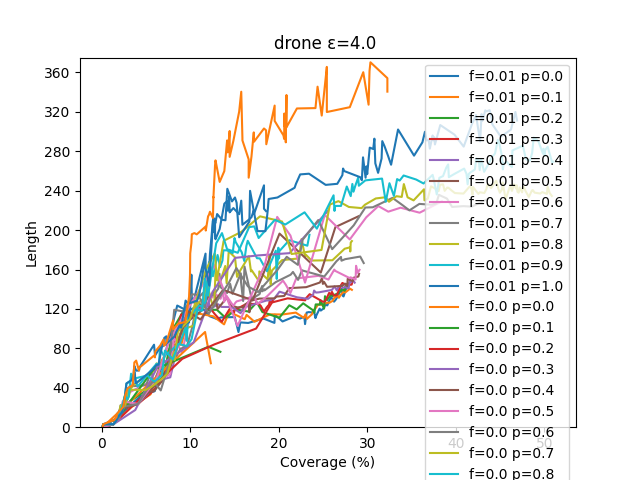 drone ε=4.0
Length
360
320
280
240
200
160
120
80
40
0
0 10 20 30 40 50
Coverage (%)
f=0.01 p=0.0
f=0.01 p=0.1
f=0.01 p=0.2
f=0.01 p=0.3
f=0.01 p=0.4
f=0.01 p=0.5
f=0.01 p=0.6
f=0.01 p=0.7
f=0.01 p=0.8
f=0.01 p=0.9
f=0.01 p=1.0
f=0.0 p=0.0
f=0.0 p=0.1
f=0.0 p=0.2
f=0.0 p=0.3
f=0.0 p=0.4
f=0.0 p=0.5
f=0.0 p=0.6
f=0.0 p=0.7
f=0.0 p=0.8